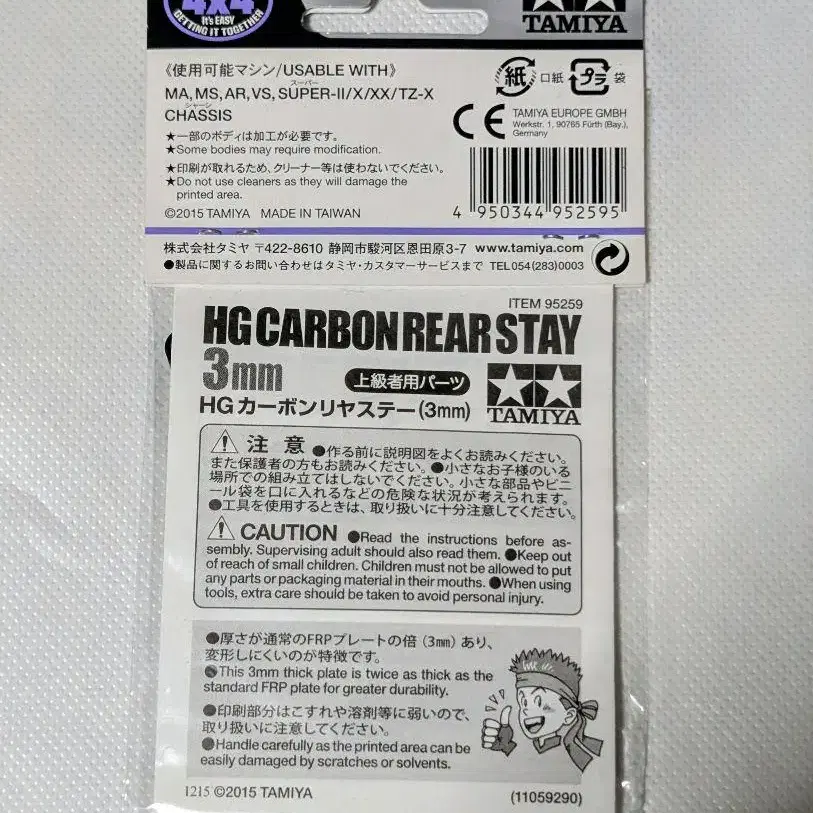 4x4
It's EASY
GETTING IT TOGETHER
TAMIYA
《使用可能マシン/USABLE WITH》
スーパー
MA, MS, AR, VS, SUPER-II/X/XX/TZ-X
シャーシ
CHASSIS
★一部のボディは加工が必要です。
★Some bodies may require modification.
★印刷が取れるため、クリーナー等は使わないでください。
★Do not use cleaners as they will damage the
printed area.
©2015 TAMIYA MADE IN TAIWAN
紙 口紙 プラ 袋
CE TAMIYA EUROPE GMBH
Werkstr. 1, 90765 Fürth (Bay.),
Germany
4 950344 952595
株式会社タミヤ 〒422-8610 静岡市駿河区恩田原3-7 www.tamiya.com
●製品に関するお問い合わせはタミヤ・カスタマーサービスまで TEL 054(283)0003
ITEM 95259
HG CARBON REAR STAY
3mm
上級者用パーツ
TAMIYA
HG カーボンリヤステー (3mm)
注意 ●作る前に説明図をよくお読みください。
また保護者の方もお読みください。●小さなお子様のいる
場所での組み立てはしないでください。小さな部品やビニ
ール袋を口に入れるなどの危険な状況が考えられます。
●工具を使用するときは、取り扱いに十分注意してください。
CAUTION ●Read the instructions before as-
sembly. Supervising adult should also read them. ●Keep out
of reach of small children. Children must not be allowed to put
any parts or packaging material in their mouths. ●When using
tools, extra care should be taken to avoid personal injury.
●厚さが通常のFRPプレートの倍 (3mm) あり、
変形しにくいのが特徴です。
●This 3mm thick plate is twice as thick as the
standard FRP plate for greater durability.
●印刷部分はこすれや溶剤等に弱いので、
取り扱いに注意してください。
●Handle carefully as the printed area can be
easily damaged by scratches or solvents.
1215 ©2015 TAMIYA
(11059290)